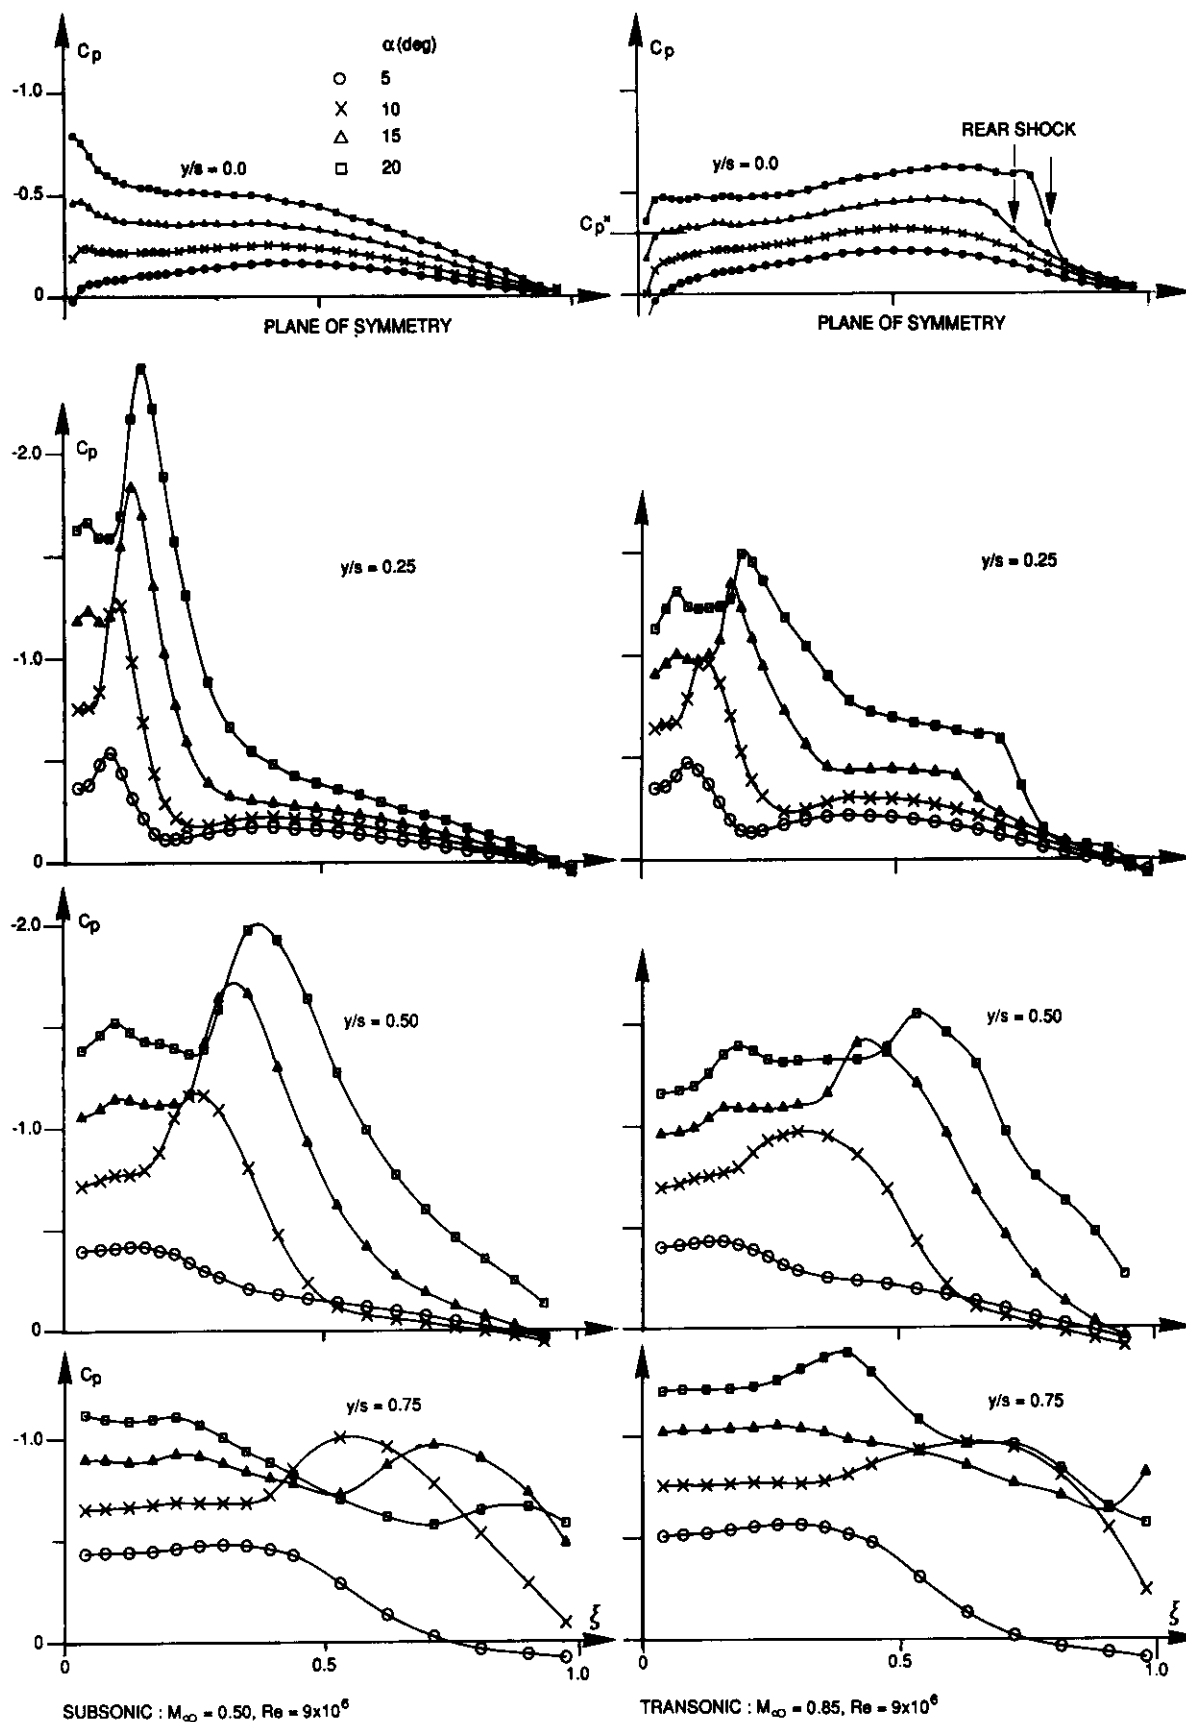 Cp
α (deg)
-1.0
5
10
15
20
y/s = 0.0
-0.5
0
PLANE OF SYMMETRY
Cp
REAR SHOCK
y/s = 0.0
Cp*
0
PLANE OF SYMMETRY
Cp
-2.0
y/s = 0.25
-1.0
0
y/s = 0.25
Cp
-2.0
y/s = 0.50
-1.0
0
y/s = 0.50
Cp
y/s = 0.75
-1.0
ξ
0
0
0.5
1.0
y/s = 0.75
ξ
0
0.5
1.0
SUBSONIC : M∞ = 0.50, Re = 9x10⁶
TRANSONIC : M∞ = 0.85, Re = 9x10⁶